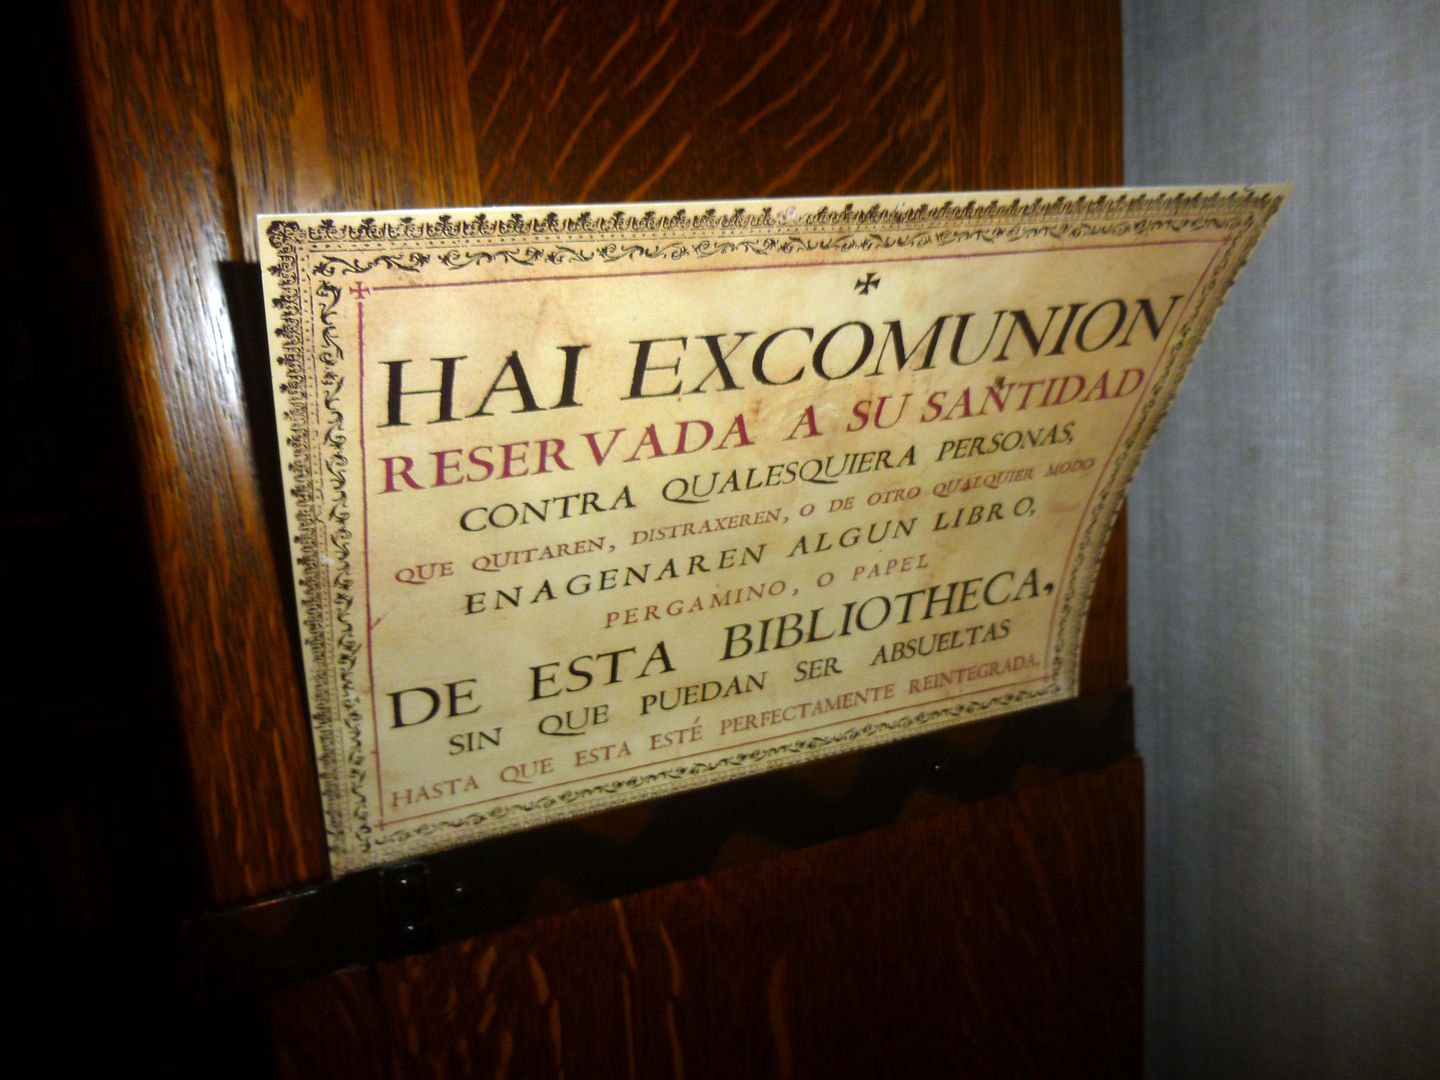 HAI EXCOMUNION
RESERVADA A SU SANTIDAD
CONTRA QUALESQUIERA PERSONAS,
QUE QUITAREN, DISTRAXEREN, O DE OTRO QUALQUIER MODO
ENAGENAREN ALGUN LIBRO,
PERGAMINO, O PAPEL
DE ESTA BIBLIOTHECA,
SIN QUE PUEDAN SER ABSUELTAS
HASTA QUE ESTA ESTÉ PERFECTAMENTE REINTEGRADA.